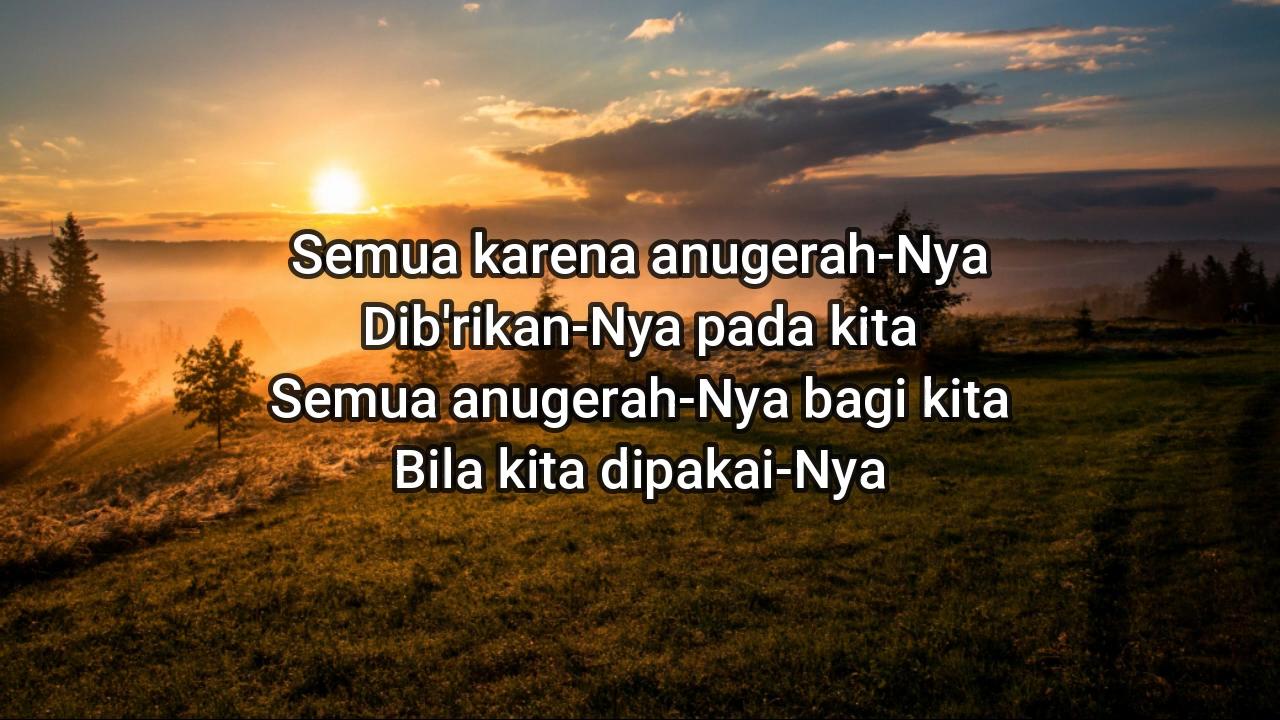 Semua karena anugerah-Nya
Dib'rikan-Nya pada kita
Semua anugerah-Nya bagi kita
Bila kita dipakai-Nya